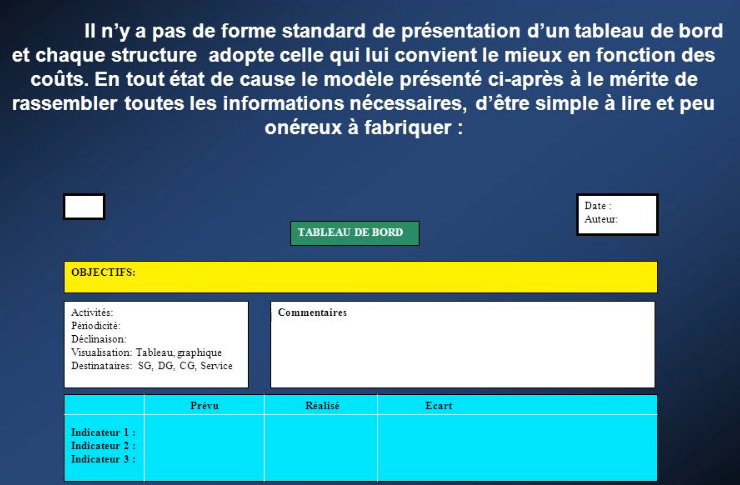 Il n’y a pas de forme standard de présentation d’un tableau de bord
et chaque structure adopte celle qui lui convient le mieux en fonction des
coûts. En tout état de cause le modèle présenté ci-après à le mérite de
rassembler toutes les informations nécessaires, d’être simple à lire et peu
onéreux à fabriquer :
Date :
Auteur:
TABLEAU DE BORD
OBJECTIFS:
Activités:
Périodicité:
Déclinaison:
Visualisation: Tableau, graphique
Destinataires: SG, DG, CG, Service
Commentaires
Prévu Réalisé Ecart
Indicateur 1 :
Indicateur 2 :
Indicateur 3 :